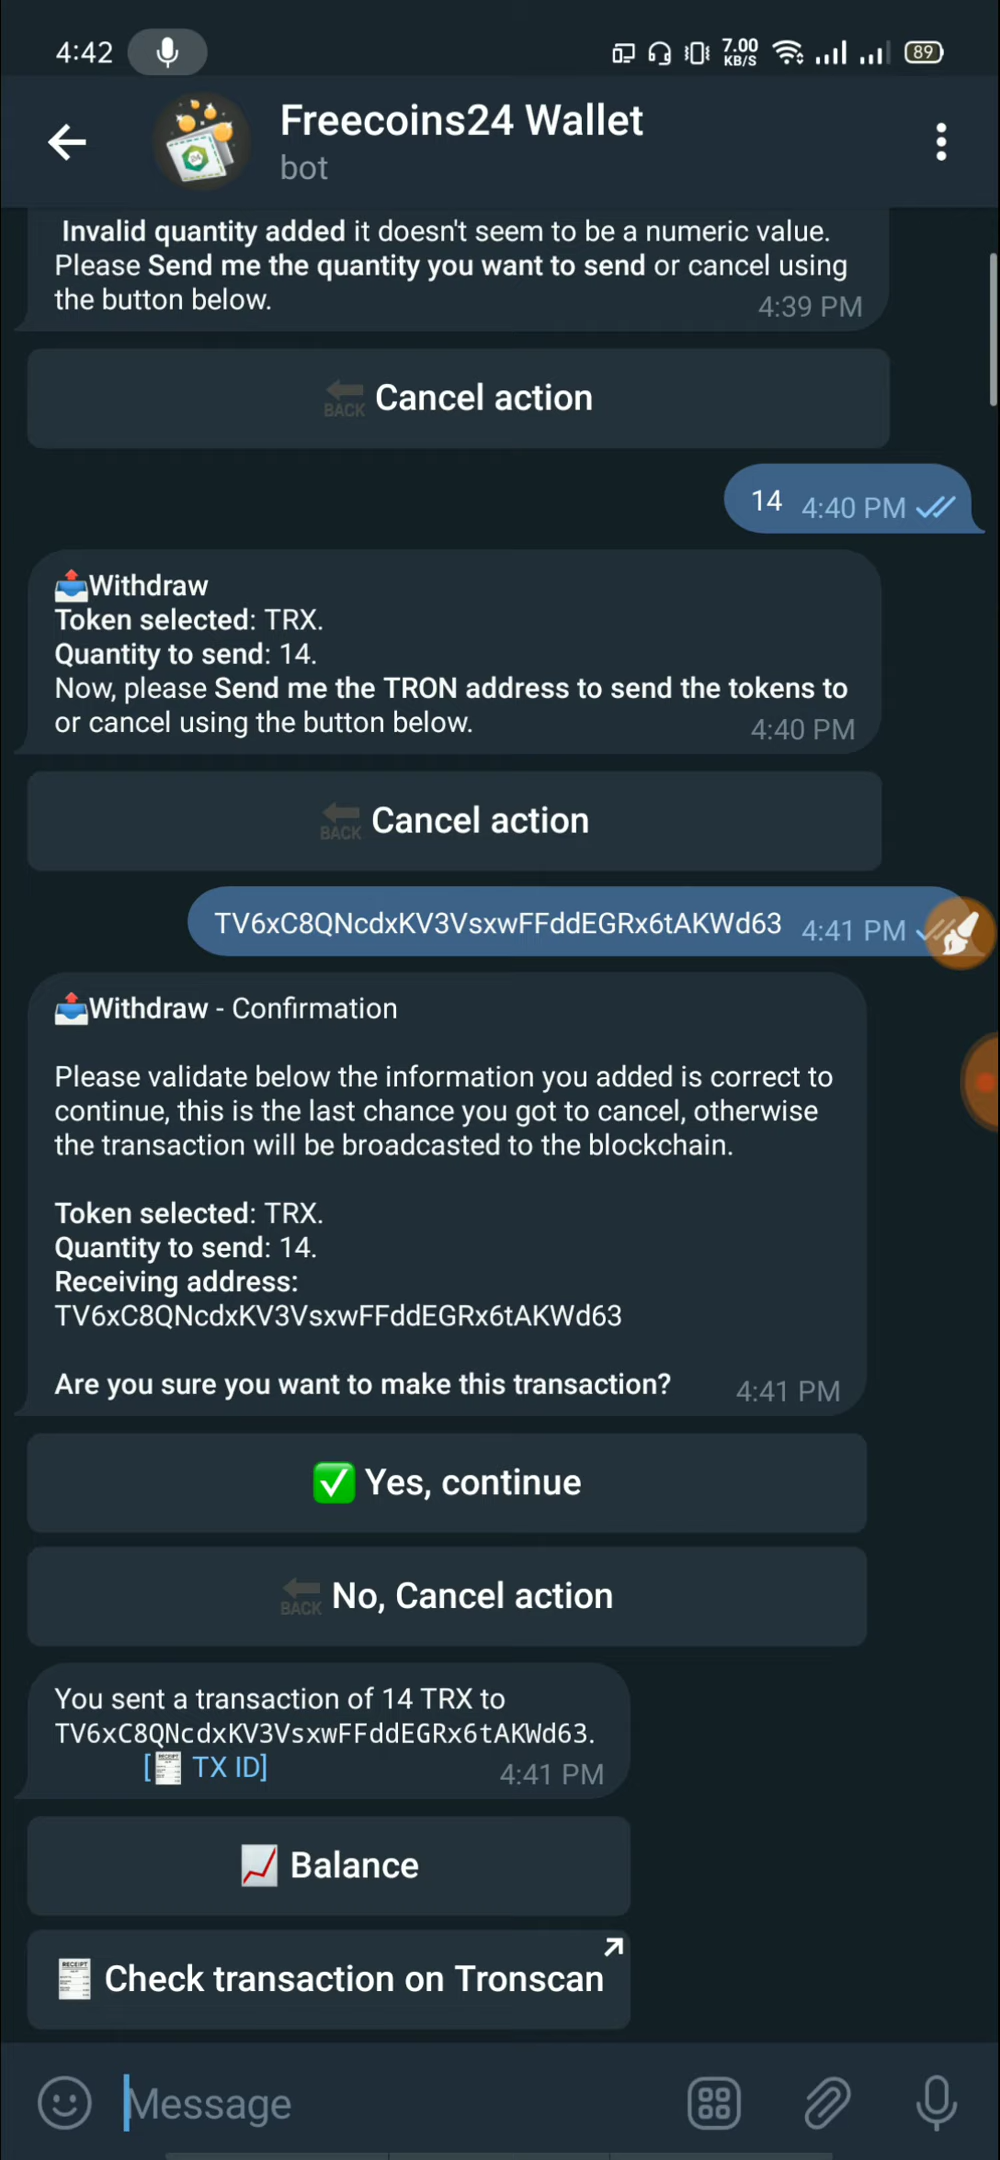 4:42
7.00
KB/S
89
Freecoins24 Wallet
bot
Invalid quantity added it doesn't seem to be a numeric value.
Please Send me the quantity you want to send or cancel using
the button below.
4:39 PM
BACK Cancel action
14 4:40 PM
Withdraw
Token selected: TRX.
Quantity to send: 14.
Now, please Send me the TRON address to send the tokens to
or cancel using the button below.
4:40 PM
BACK Cancel action
TV6xC8QNcdxKV3VsxwFFddEGRx6tAKWd63 4:41 PM
Withdraw - Confirmation
Please validate below the information you added is correct to
continue, this is the last chance you got to cancel, otherwise
the transaction will be broadcasted to the blockchain.
Token selected: TRX.
Quantity to send: 14.
Receiving address:
TV6xC8QNcdxKV3VsxwFFddEGRx6tAKWd63
Are you sure you want to make this transaction?
4:41 PM
Yes, continue
BACK No, Cancel action
You sent a transaction of 14 TRX to
TV6xC8QNcdxKV3VsxwFFddEGRx6tAKWd63.
[RECEIPT TX ID]
4:41 PM
Balance
RECEIPT Check transaction on Tronscan
Message